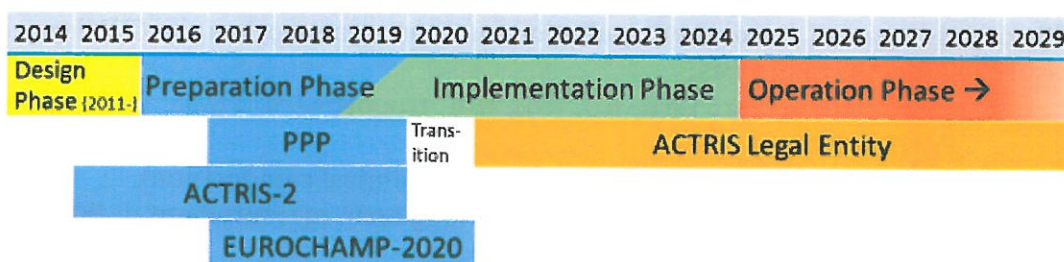 2014 2015 2016 2017 2018 2019 2020 2021 2022 2023 2024 2025 2026 2027 2028 2029
Design
Phase (2011-)
Preparation Phase
Implementation Phase
Operation Phase →
PPP
Trans-
ition
ACTRIS Legal Entity
ACTRIS-2
EUROCHAMP-2020